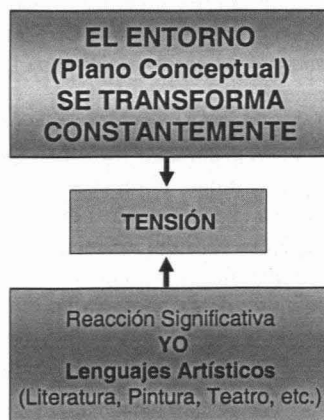 EL ENTORNO
(Plano Conceptual)
SE TRANSFORMA
CONSTANTEMENTE
TENSIÓN
Reacción Significativa
YO
Lenguajes Artísticos
(Literatura, Pintura, Teatro, etc.)